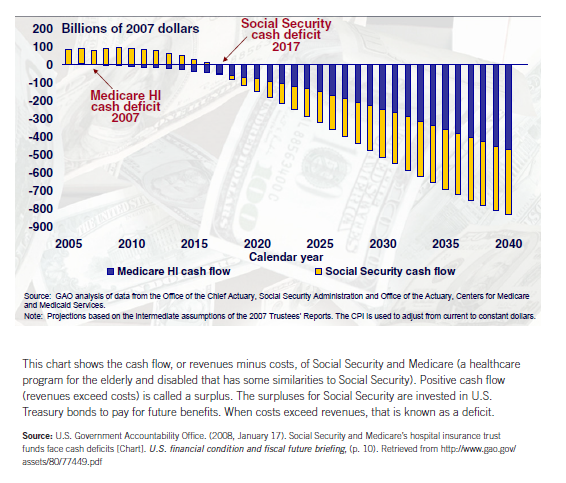 200 Billions of 2007 dollars
Social Security
cash deficit
2017
100
0
-100
Medicare HI
cash deficit
2007
-200
-300
-400
-500
-600
-700
-800
-900
2005 2010 2015 2020 2025 2030 2035 2040
Calendar year
Medicare HI cash flow Social Security cash flow
Source: GAO analysis of data from the Office of the Chief Actuary, Social Security Administration and Office of the Actuary, Centers for Medicare
and Medicaid Services.
Note: Projections based on the intermediate assumptions of the 2007 Trustees' Reports. The CPI is used to adjust from current to constant dollars.
This chart shows the cash flow, or revenues minus costs, of Social Security and Medicare (a healthcare
program for the elderly and disabled that has some similarities to Social Security). Positive cash flow
(revenues exceed costs) is called a surplus. The surpluses for Social Security are invested in U.S.
Treasury bonds to pay for future benefits. When costs exceed revenues, that is known as a deficit.
Source: U.S. Government Accountability Office. (2008, January 17). Social Security and Medicare's hospital insurance trust
funds face cash deficits [Chart]. U.S. financial condition and fiscal future briefing, (p. 10). Retrieved from http://www.gao.gov/
assets/80/77449.pdf